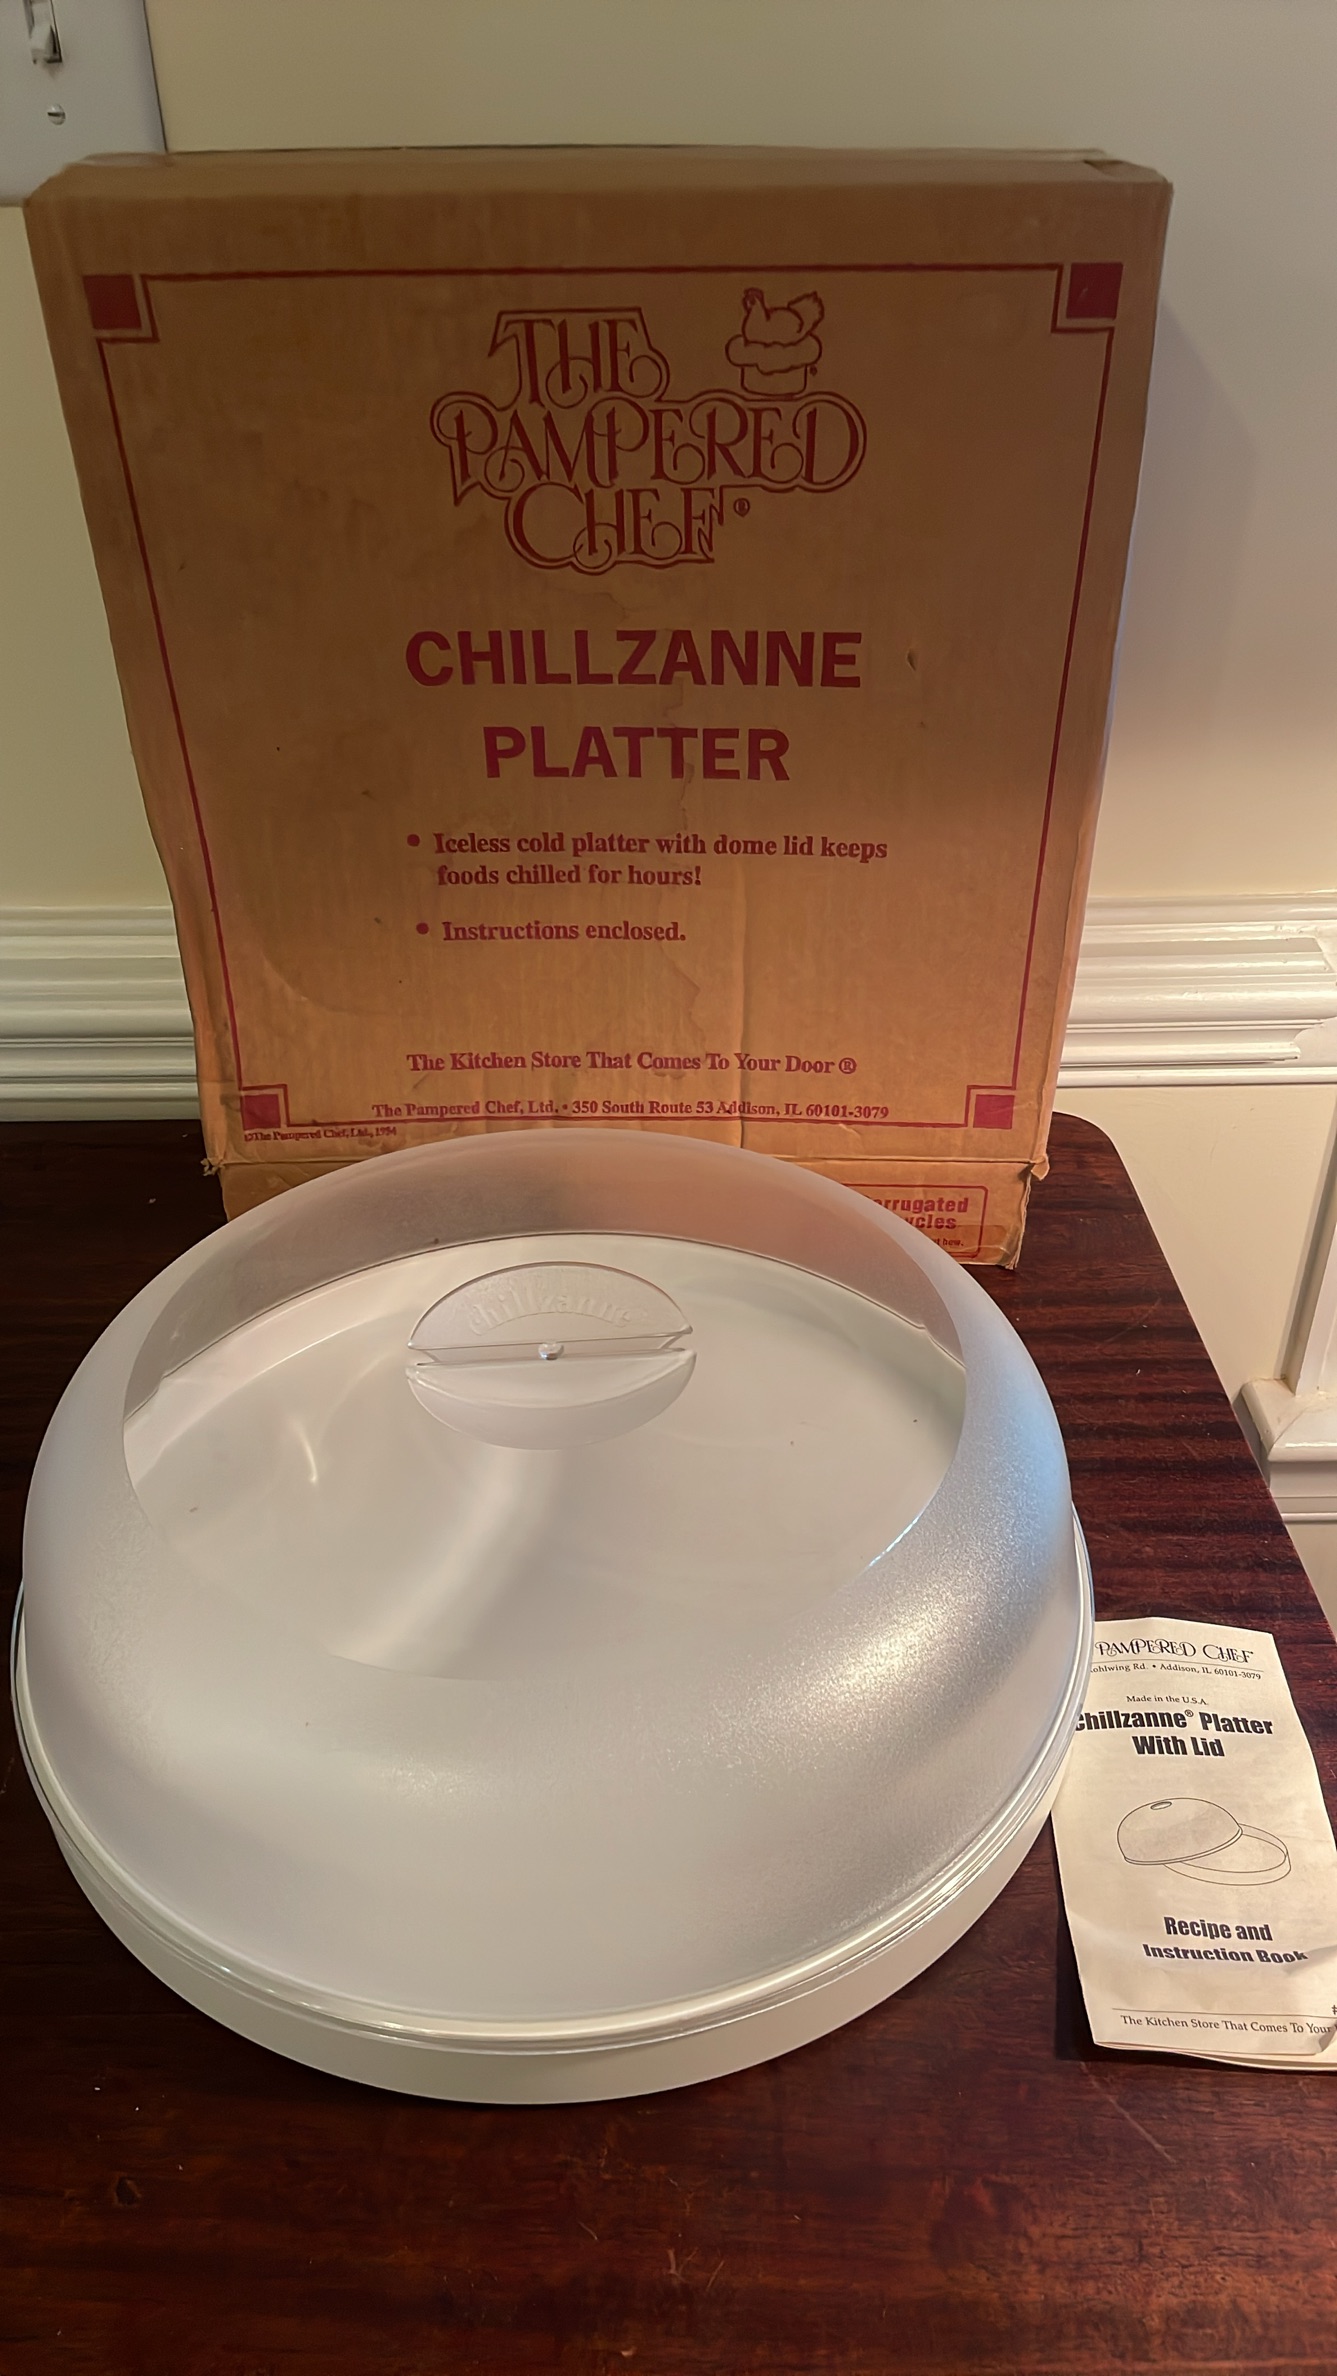 THE
PAMPERED
CHEF®
CHILLZANNE
PLATTER
• Iceless cold platter with dome lid keeps
foods chilled for hours!
• Instructions enclosed.
The Kitchen Store That Comes To Your Door ®
The Pampered Chef, Ltd. • 350 South Route 53 Addison, IL 60101-3079
©The Pampered Chef, Ltd., 1994
chillzanne
PAMPERED CHEF
Rd. • Addison, IL 60101-3079
Made in the U.S.A.
Chillzanne® Platter
With Lid
Recipe and
Instruction Book
The Kitchen Store That Comes To Your